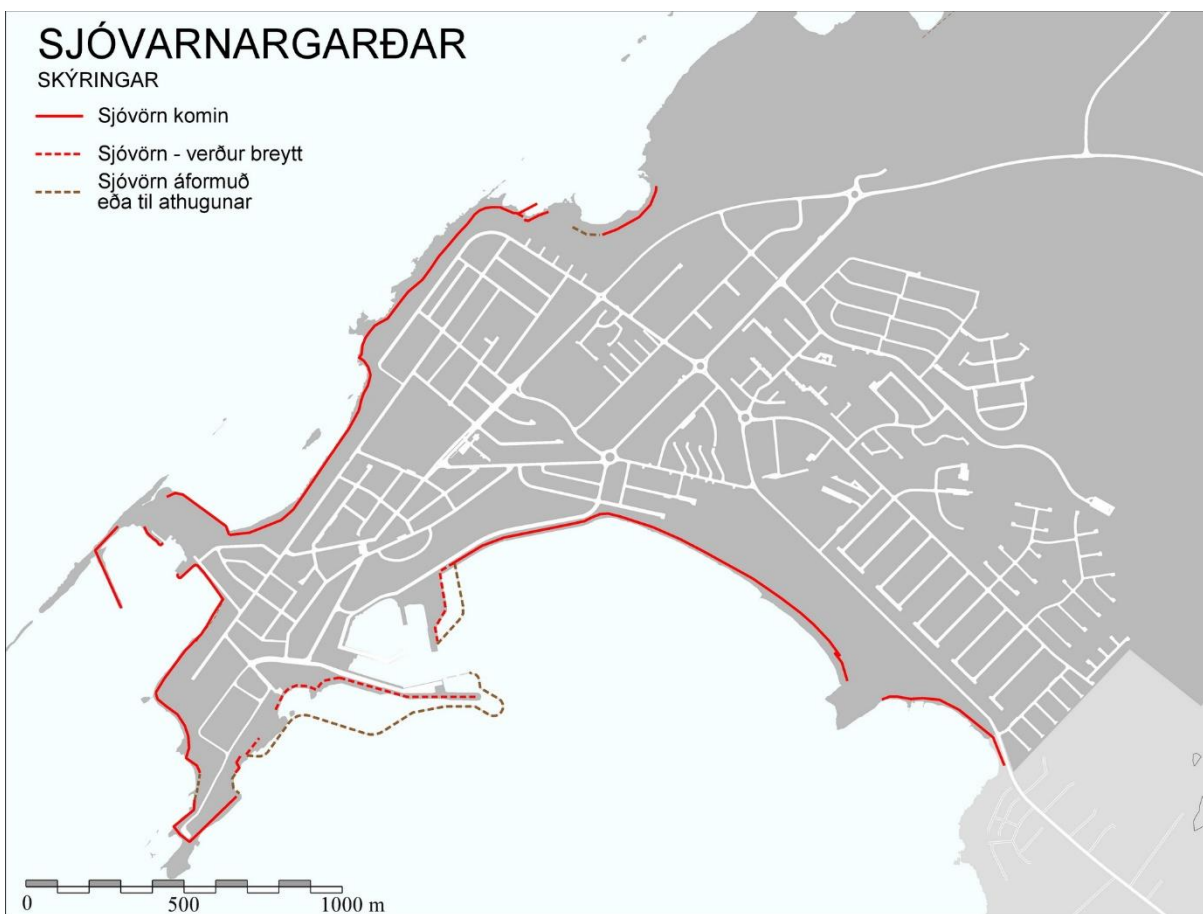 SJÓVARNARGARÐAR
SKÝRINGAR
Sjóvörn komin
Sjóvörn - verður breytt
Sjóvörn áformuð
eða til athugunar
0 500 1000 m